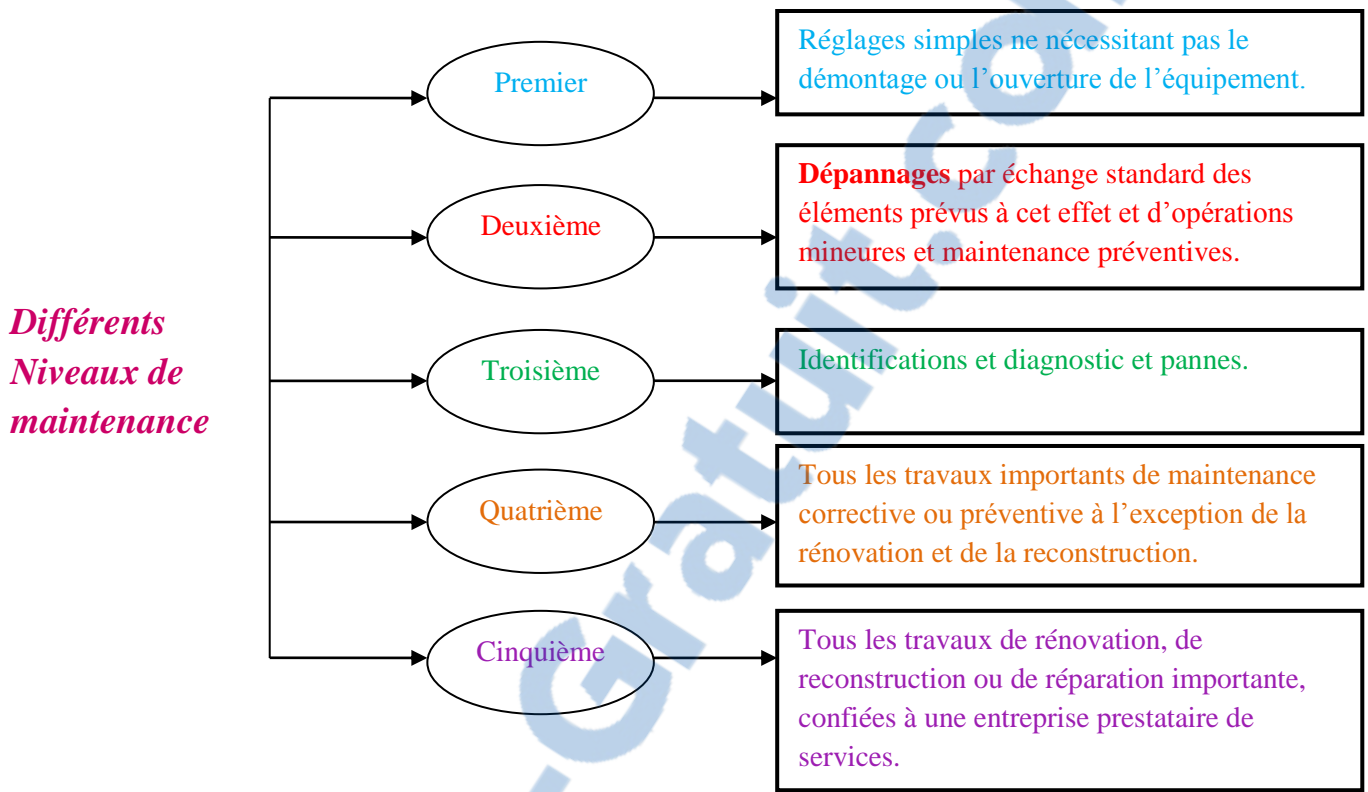 Différents
Niveaux de
maintenance
Premier
Réglages simples ne nécessitant pas le
démontage ou l’ouverture de l’équipement.
Deuxième
Dépannages par échange standard des
éléments prévus à cet effet et d’opérations
mineures et maintenance préventives.
Troisième
Identifications et diagnostic et pannes.
Quatrième
Tous les travaux importants de maintenance
corrective ou préventive à l’exception de la
rénovation et de la reconstruction.
Cinquième
Tous les travaux de rénovation, de
reconstruction ou de réparation importante,
confiées à une entreprise prestataire de
services.
-Gratuit.co